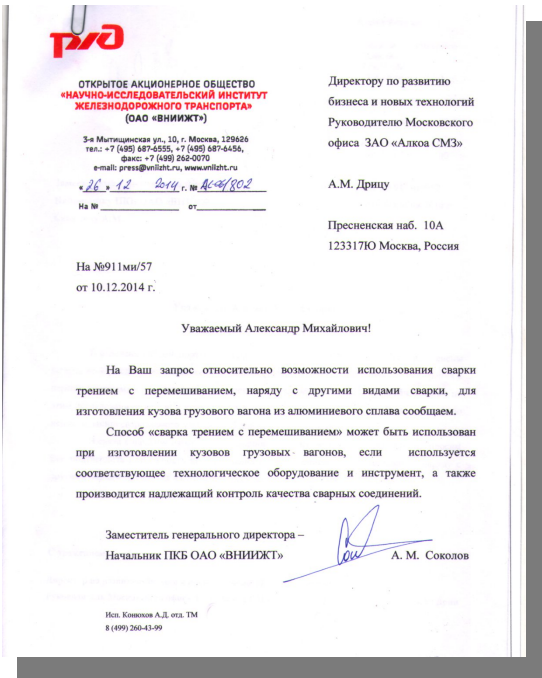 РЖД
ОТКРЫТОЕ АКЦИОНЕРНОЕ ОБЩЕСТВО
«НАУЧНО-ИССЛЕДОВАТЕЛЬСКИЙ ИНСТИТУТ
ЖЕЛЕЗНОДОРОЖНОГО ТРАНСПОРТА»
(ОАО «ВНИИЖТ»)
3-я Мытищинская ул., 10, г. Москва, 129626
тел.: +7 (495) 687-6555, +7 (495) 687-6456,
факс: +7 (499) 262-0070
e-mail: press@vniizht.ru, www.vniizht.ru
«26» 12 2014 г. №
На № от
Директору по развитию
бизнеса и новых технологий
Руководителю Московского
офиса ЗАО «Алкоа СМЗ»
А.М. Дрицу
Пресненская наб. 10А
123317Ю Москва, Россия
На №911ми/57
от 10.12.2014 г.
Уважаемый Александр Михайлович!
На Ваш запрос относительно возможности использования сварки
трением с перемешиванием, наряду с другими видами сварки, для
изготовления кузова грузового вагона из алюминиевого сплава сообщаем.
Способ «сварка трением с перемешиванием» может быть использован
при изготовлении кузовов грузовых вагонов, если используется
соответствующее технологическое оборудование и инструмент, а также
производится надлежащий контроль качества сварных соединений.
Заместитель генерального директора –
Начальник ПКБ ОАО «ВНИИЖТ» А. М. Соколов
Исп. Конюхов А.Д. отд. ТМ
8 (499) 260-43-99